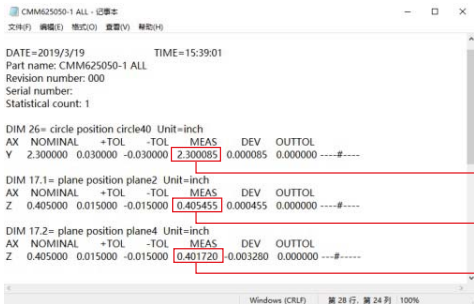 CMM625050-1 ALL - 记事本
文件(F) 编辑(E) 格式(O) 查看(V) 帮助(H)
DATE=2019/3/19 TIME=15:39:01
Part name: CMM625050-1 ALL
Revision number: 000
Serial number:
Statistical count: 1
DIM 26= circle position circle40 Unit=inch
AX NOMINAL +TOL -TOL MEAS DEV OUTTOL
Y 2.300000 0.030000 -0.030000 2.300085 0.000085 0.000000 ----#----
DIM 17.1= plane position plane2 Unit=inch
AX NOMINAL +TOL -TOL MEAS DEV OUTTOL
Z 0.405000 0.015000 -0.015000 0.405455 0.000455 0.000000 ----#----
DIM 17.2= plane position plane4 Unit=inch
AX NOMINAL +TOL -TOL MEAS DEV OUTTOL
Z 0.405000 0.015000 -0.015000 0.401720 -0.003280 0.000000 ---#----
Windows (CRLF) 第 28 行, 第 24 列 100%